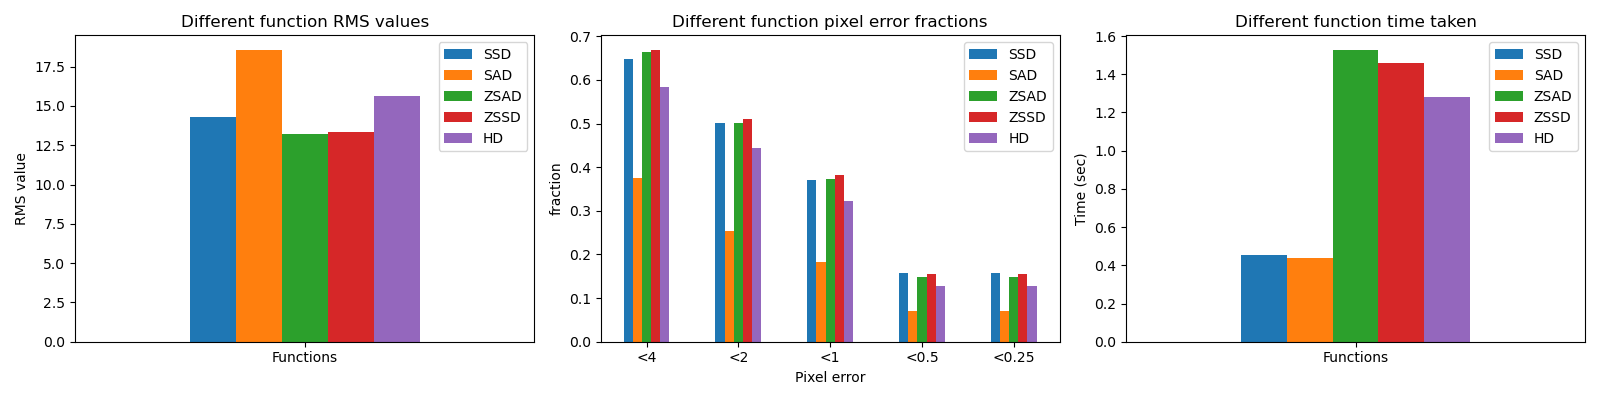 Different function RMS values
RMS value
17.5
15.0
12.5
10.0
7.5
5.0
2.5
0.0
Functions
SSD
SAD
ZSAD
ZSSD
HD
Different function pixel error fractions
fraction
0.7
0.6
0.5
0.4
0.3
0.2
0.1
0.0
<4 <2 <1 <0.5 <0.25
Pixel error
SSD
SAD
ZSAD
ZSSD
HD
Different function time taken
Time (sec)
1.6
1.4
1.2
1.0
0.8
0.6
0.4
0.2
0.0
Functions
SSD
SAD
ZSAD
ZSSD
HD